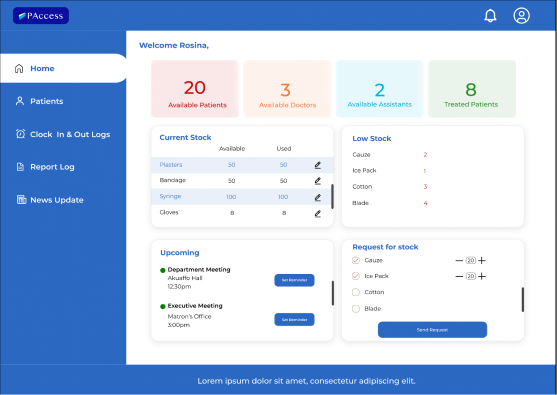 PAccess
Welcome Rosina,
Home
Patients
Clock In & Out Logs
Report Log
News Update
20
Available Patients
3
Available Doctors
2
Available Assistants
8
Treated Patients
Current Stock
Available Used
Plasters 50 50
Bandage 50 50
Syringe 100 100
Gloves 8 8
Low Stock
Gauze 2
Ice Pack 1
Cotton 3
Blade 4
Upcoming
Department Meeting
Akuaffo Hall
12:30pm
Set Reminder
Executive Meeting
Matron's Office
3:00pm
Set Reminder
Request for stock
Gauze 20
Ice Pack 20
Cotton
Blade
Send Request
Lorem ipsum dolor sit amet, consectetur adipiscing elit.